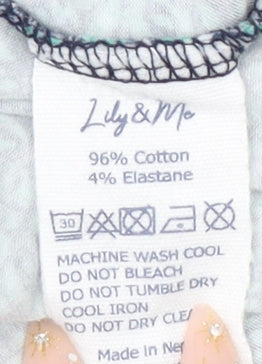 Lily & Me
96% Cotton
4% Elastane
30
MACHINE WASH COOL
DO NOT BLEACH
DO NOT TUMBLE DRY
COOL IRON
DO NOT DRY
Made in